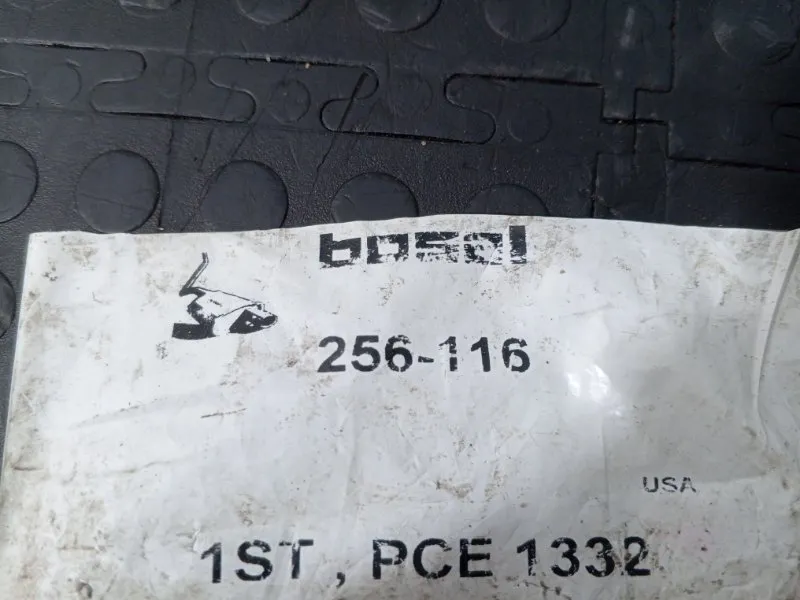 bosal
256-116
USA
1ST , PCE 1332